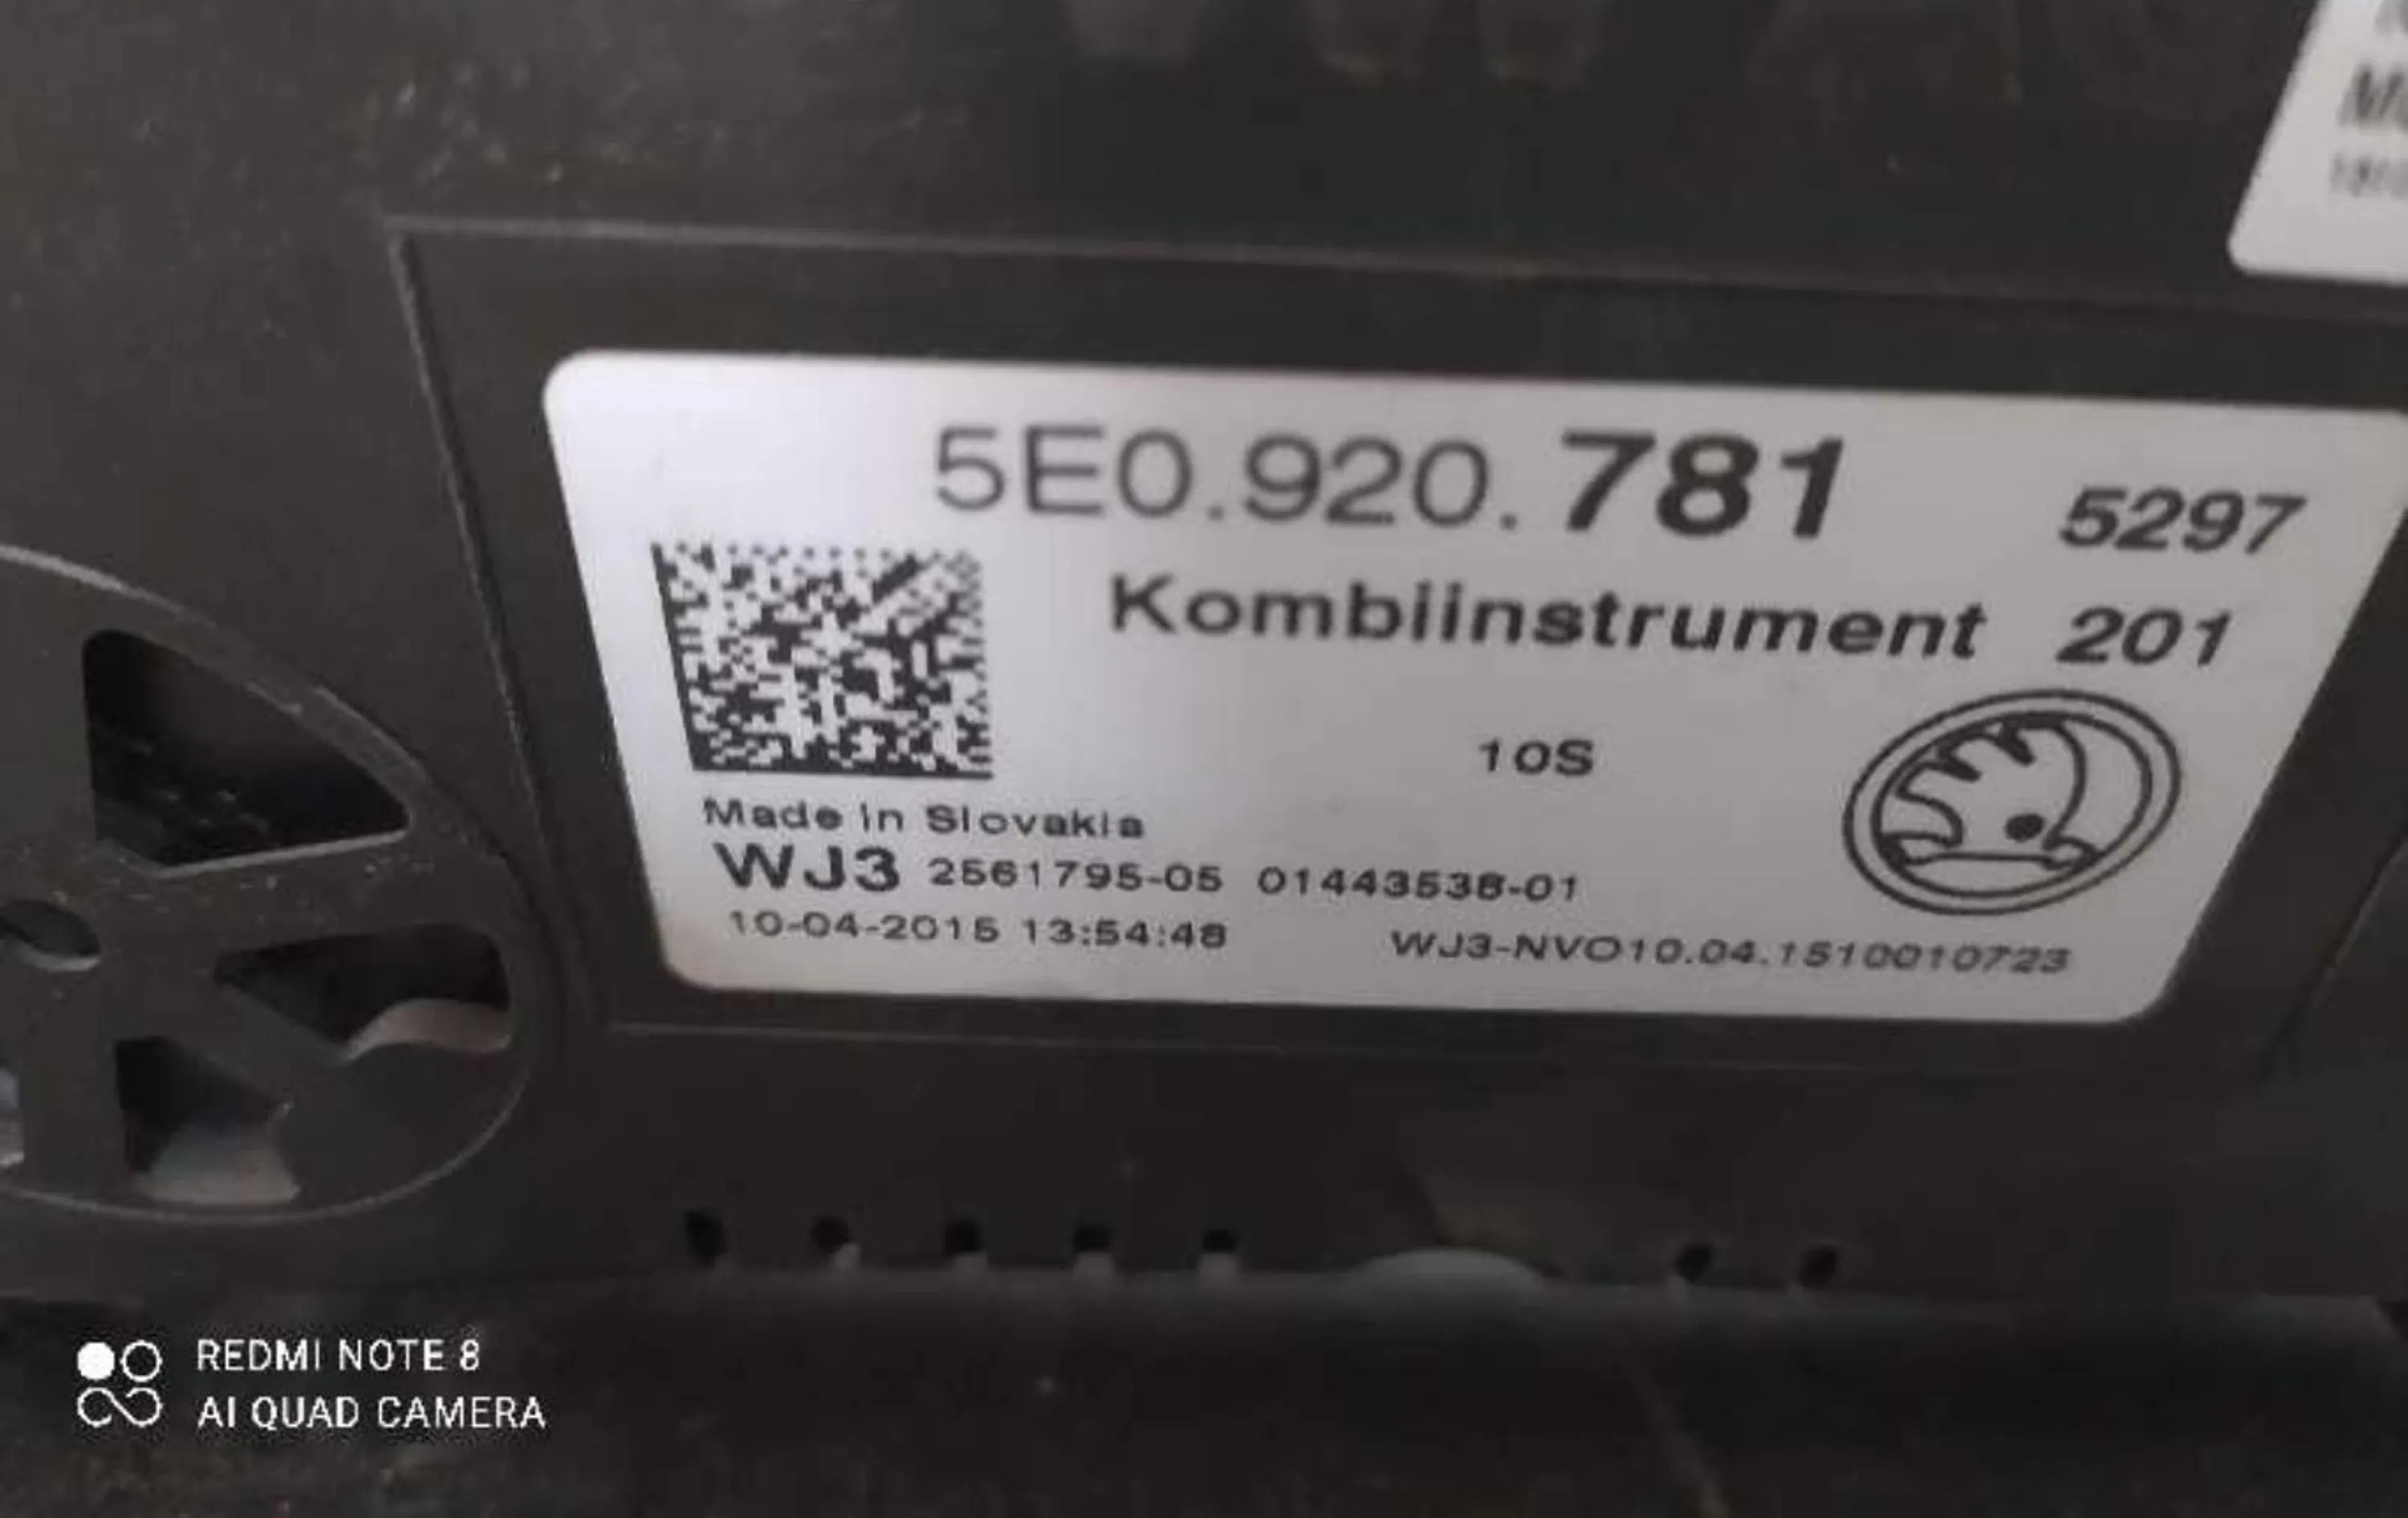 5E0.920.781 5297
Kombiinstrument 201
10S
Made in Slovakia
WJ3 2561795-05 01443538-01
10-04-2015 13:54:48 WJ3-NVO10.04.1510010723
REDMI NOTE 8
AI QUAD CAMERA